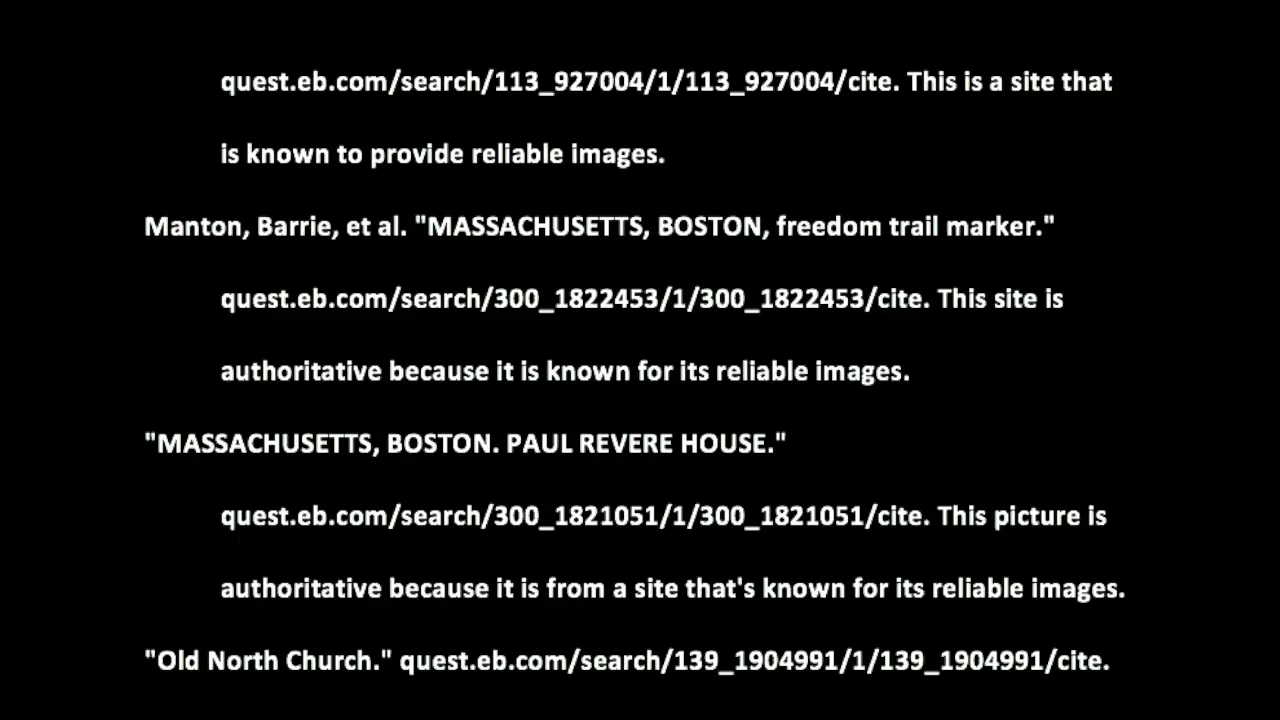 quest.eb.com/search/113_927004/1/113_927004/cite. This is a site that
is known to provide reliable images.
Manton, Barrie, et al. "MASSACHUSETTS, BOSTON, freedom trail marker."
quest.eb.com/search/300_1822453/1/300_1822453/cite. This site is
authoritative because it is known for its reliable images.
"MASSACHUSETTS, BOSTON. PAUL REVERE HOUSE."
quest.eb.com/search/300_1821051/1/300_1821051/cite. This picture is
authoritative because it is from a site that's known for its reliable images.
"Old North Church." quest.eb.com/search/139_1904991/1/139_1904991/cite.